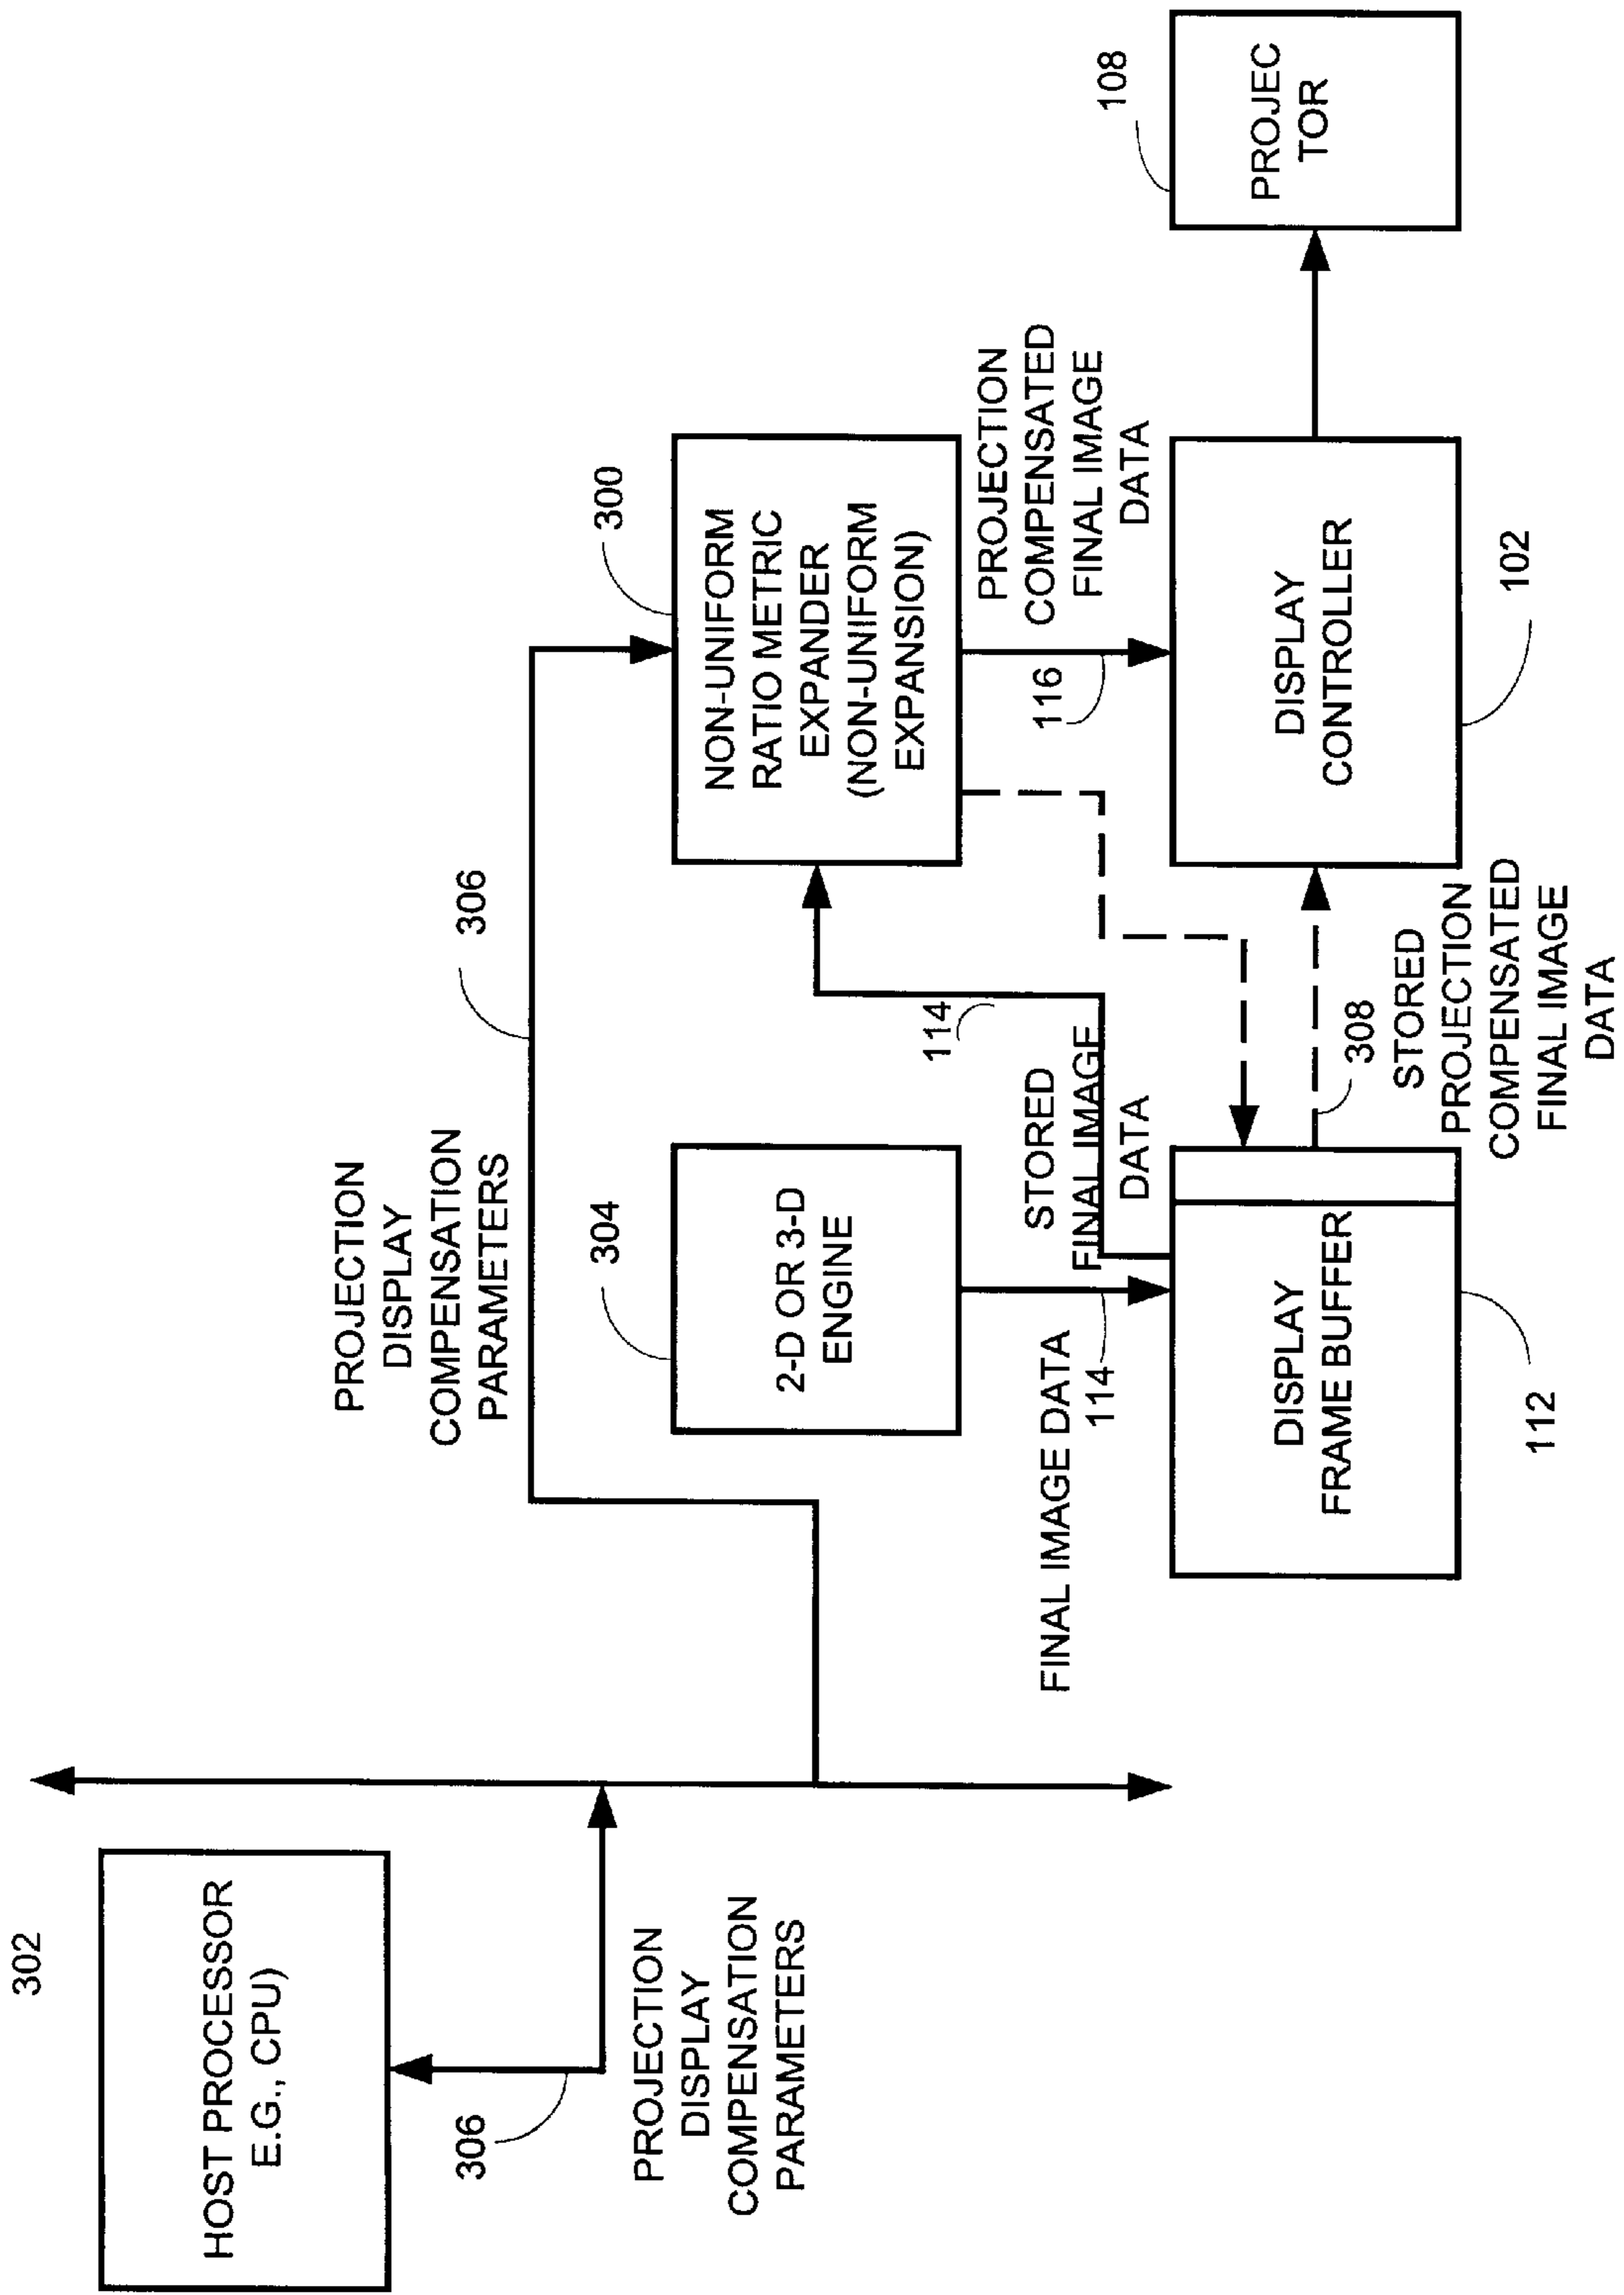 302
HOST PROCESSOR
E.G., CPU)
306
PROJECTION
DISPLAY
COMPENSATION
PARAMETERS
PROJECTION
DISPLAY
COMPENSATION
PARAMETERS
306
304
2-D OR 3-D
ENGINE
300
NON-UNIFORM
RATIO METRIC
EXPANDER
(NON-UNIFORM
EXPANSION)
FINAL IMAGE DATA
114
STORED
FINAL IMAGE
DATA
114
116
PROJECTION
COMPENSATED
FINAL IMAGE
DATA
DISPLAY
FRAME BUFFER
112
308
STORED
PROJECTION
COMPENSATED
FINAL IMAGE
DATA
DISPLAY
CONTROLLER
102
108
PROJEC
TOR